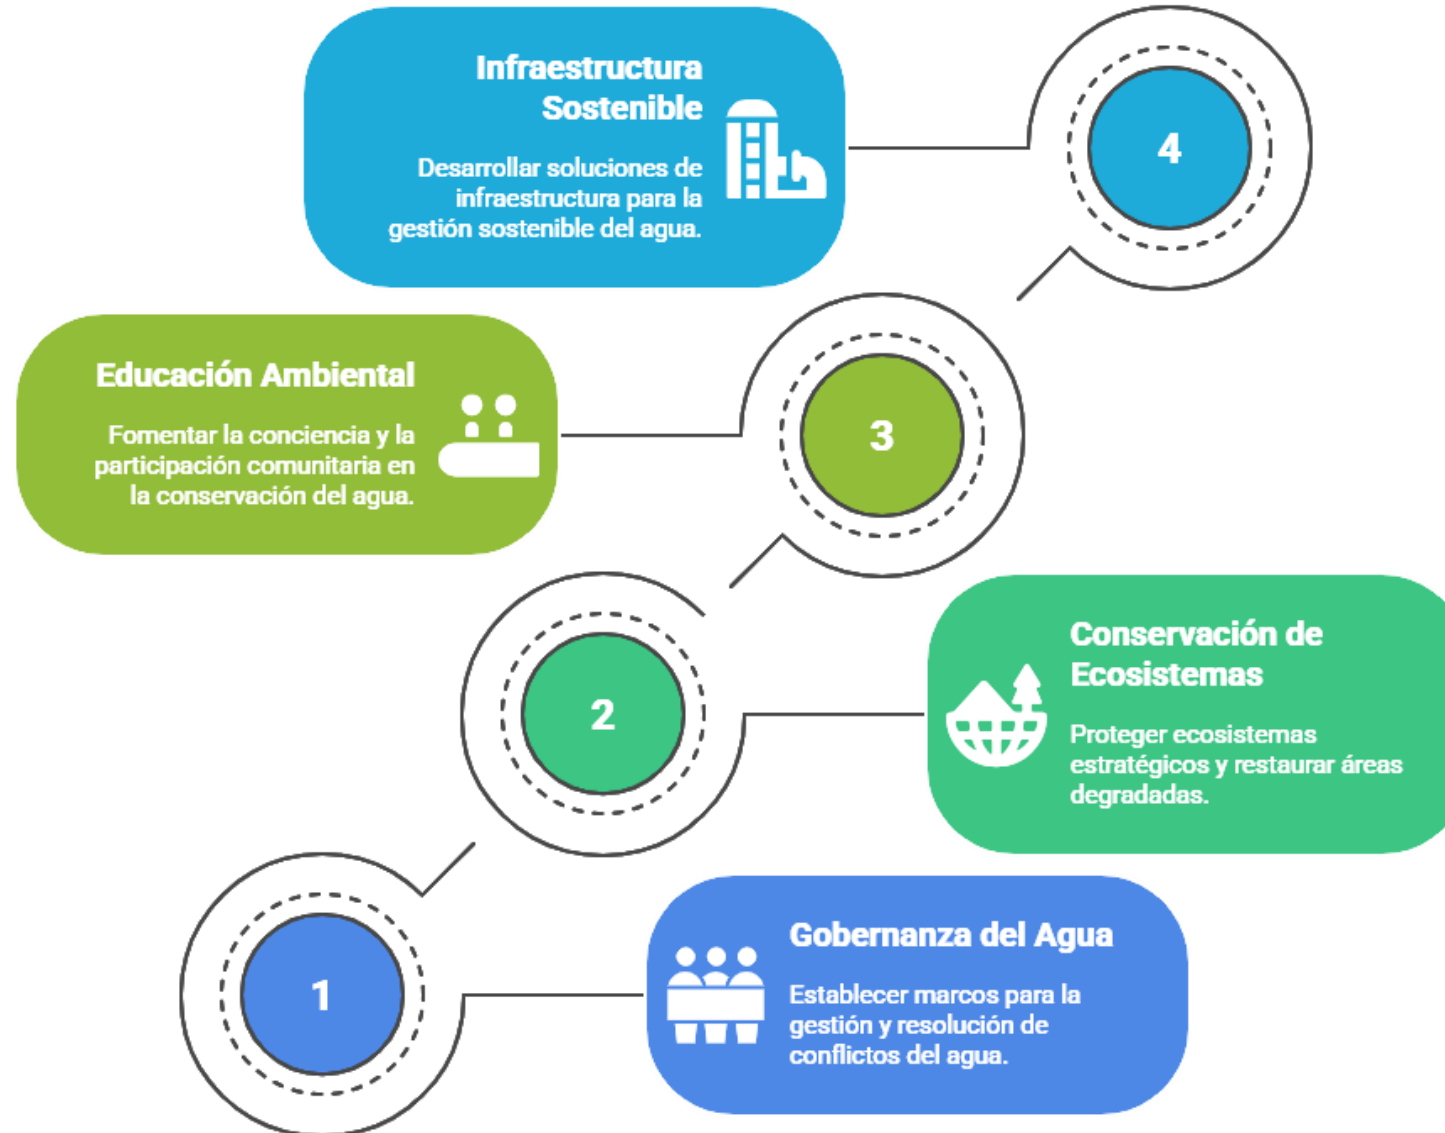 Infraestructura
Sostenible
Desarrollar soluciones de
infraestructura para la
gestión sostenible del agua.
4
Educación Ambiental
Fomentar la conciencia y la
participación comunitaria en
la conservación del agua.
3
2
Conservación de
Ecosistemas
Proteger ecosistemas
estratégicos y restaurar áreas
degradadas.
1
Gobernanza del Agua
Establecer marcos para la
gestión y resolución de
conflictos del agua.